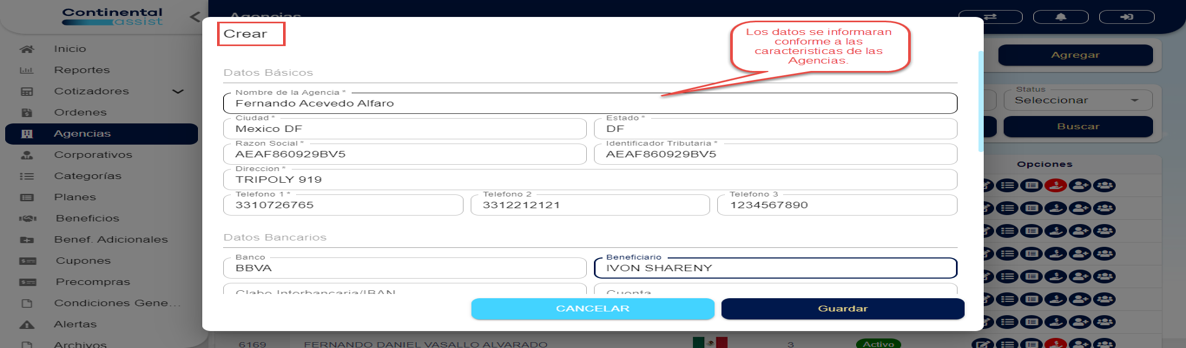 Continental
assist
Agencias
Inicio
Reportes
Cotizadores
Ordenes
Agencias
Corporativos
Categorías
Planes
Beneficios
Benef. Adicionales
Cupones
Precompras
Condiciones Gene...
Alertas
Archivos
Crear
Los datos se informaran
conforme a las
caracteristicas de las
Agencias.
Datos Básicos
Nombre de la Agencia *
Fernando Acevedo Alfaro
Ciudad *
Mexico DF
Estado *
DF
Razon Social *
AEAF860929BV5
Identificador Tributaria *
AEAF860929BV5
Direccion *
TRIPOLY 919
Telefono 1 *
3310726765
Telefono 2
3312212121
Telefono 3
1234567890
Datos Bancarios
Banco
BBVA
Beneficiario
IVON SHARENY
Clabe Interbancaria/IBAN
Cuenta
CANCELAR
Guardar
Agregar
Status
Seleccionar
Buscar
Opciones
6169
FERNANDO DANIEL VASALLO ALVARADO
3
Activo